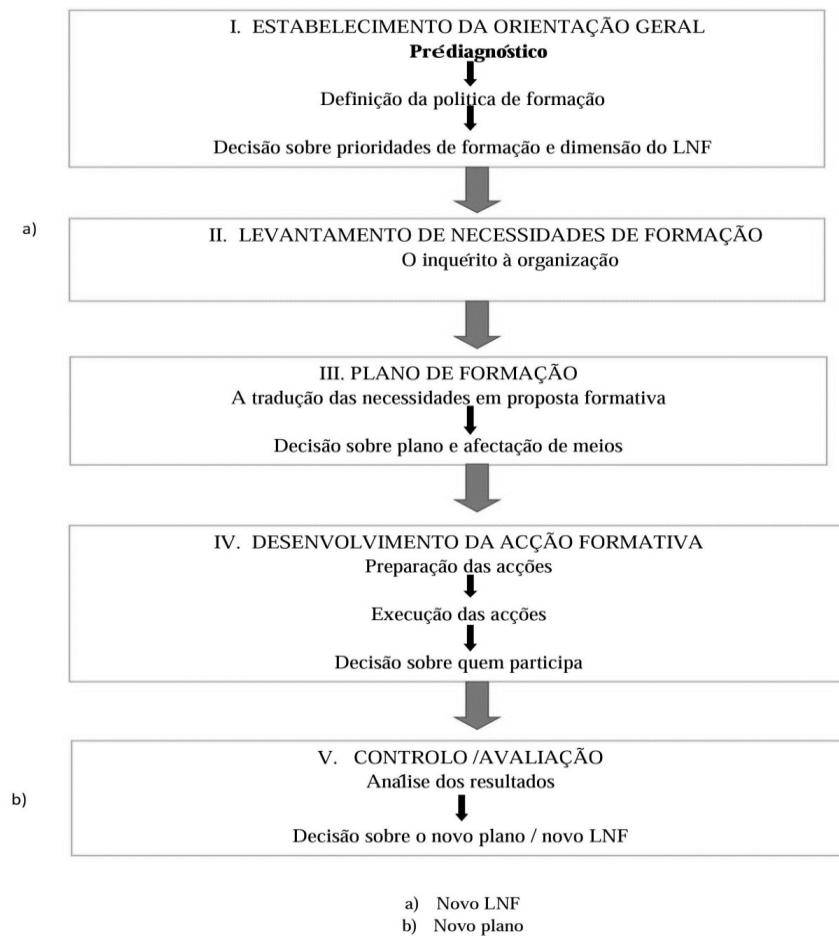 I. ESTABELECIMENTO DA ORIENTAÇÃO GERAL
Prédiagnóstico
Definição da politica de formação
Decisão sobre prioridades de formação e dimensão do LNF
a)
II. LEVANTAMENTO DE NECESSIDADES DE FORMAÇÃO
O inquérito à organização
III. PLANO DE FORMAÇÃO
A tradução das necessidades em proposta formativa
Decisão sobre plano e afectação de meios
IV. DESENVOLVIMENTO DA ACÇÃO FORMATIVA
Preparação das acções
Execução das acções
Decisão sobre quem participa
V. CONTROLO /AVALIAÇÃO
Análise dos resultados
b)
Decisão sobre o novo plano / novo LNF
a) Novo LNF
b) Novo plano